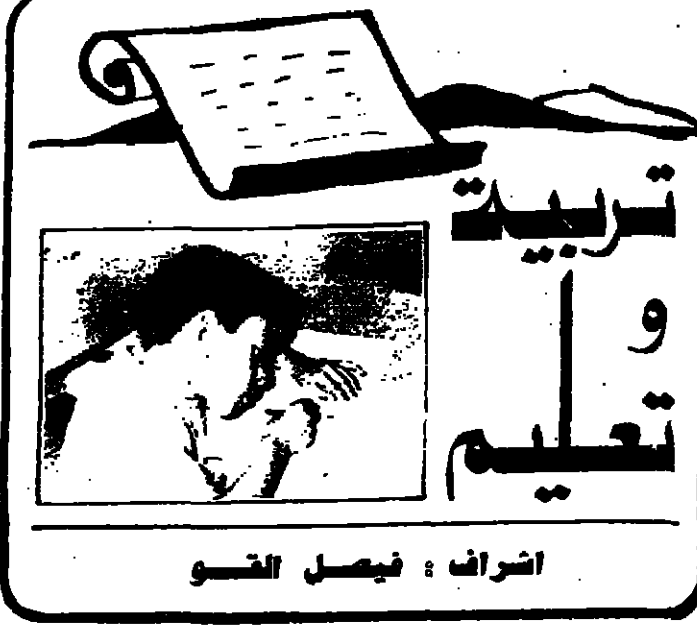 تربية
و
تعليم
اشراف : فيصل القو